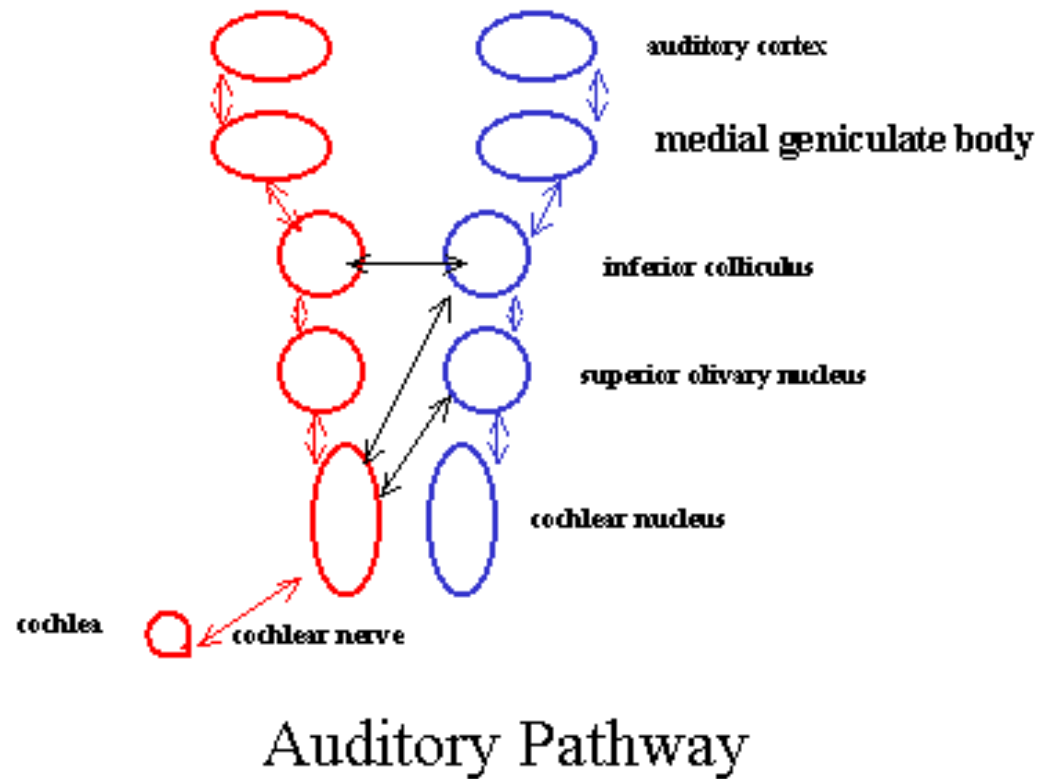 auditory cortex
medial geniculate body
inferior colliculus
superior olivary nucleus
cochlear nucleus
cochlea
cochlear nerve
Auditory Pathway